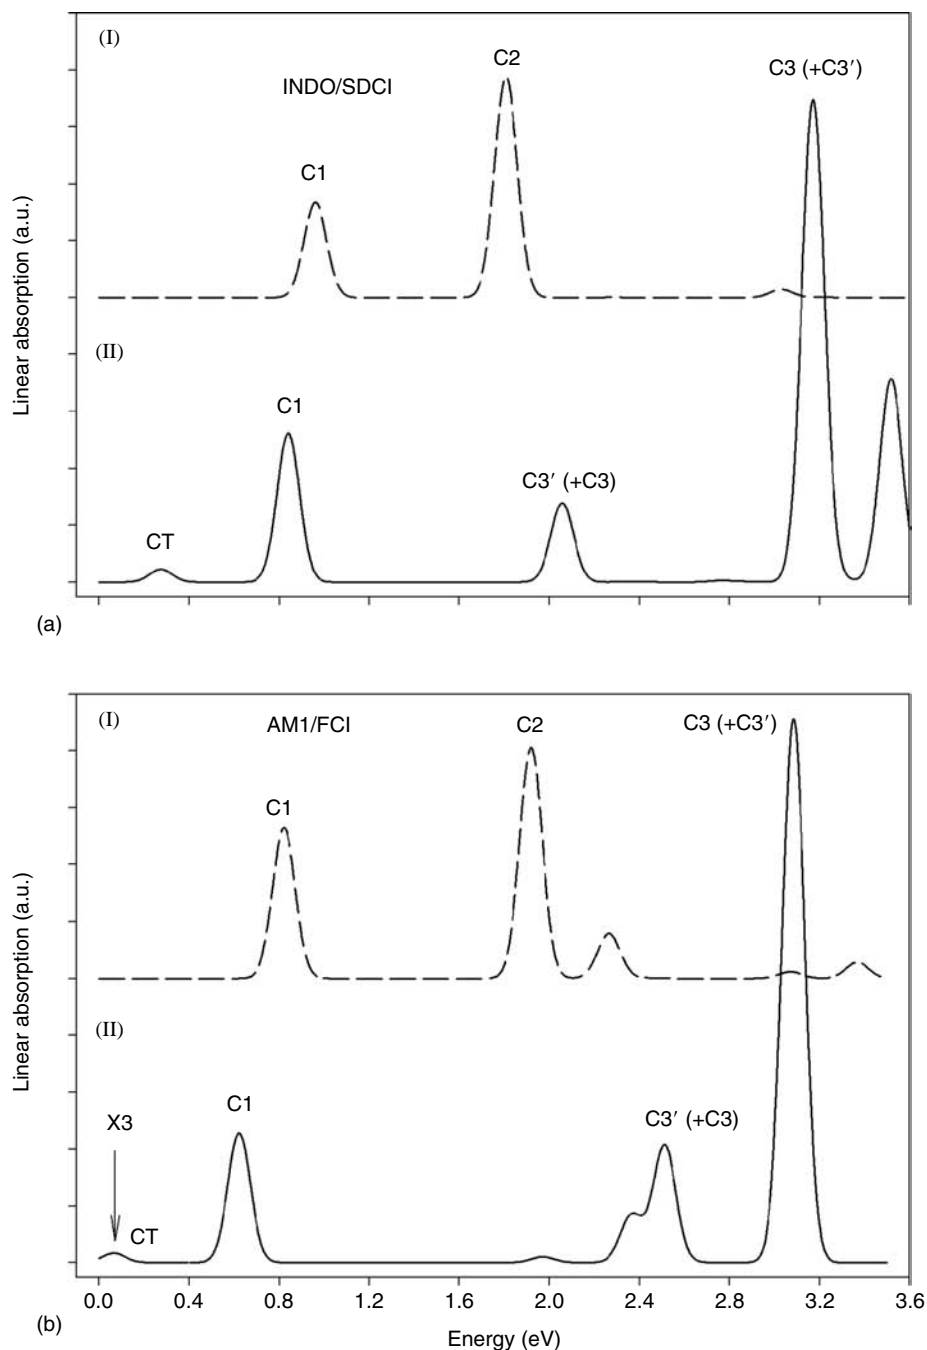 (I)
C2
C3 (+C3′)
INDO/SDCI
C1
Linear absorption (a.u.)
(II)
C1
C3′ (+C3)
CT
(a)
(I)
AM1/FCI
C2
C3 (+C3′)
C1
Linear absorption (a.u.)
(II)
C1
X3
C3′ (+C3)
CT
0.0 0.4 0.8 1.2 1.6 2.0 2.4 2.8 3.2 3.6
(b)
Energy (eV)